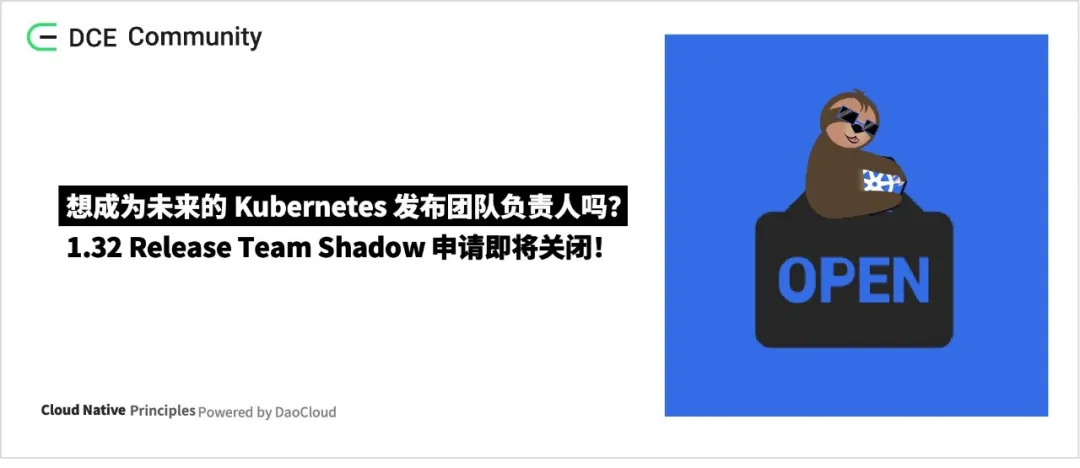 DCE Community
想成为未来的 Kubernetes 发布团队负责人吗?
1.32 Release Team Shadow 申请即将关闭!
OPEN
Cloud Native Principles Powered by DaoCloud